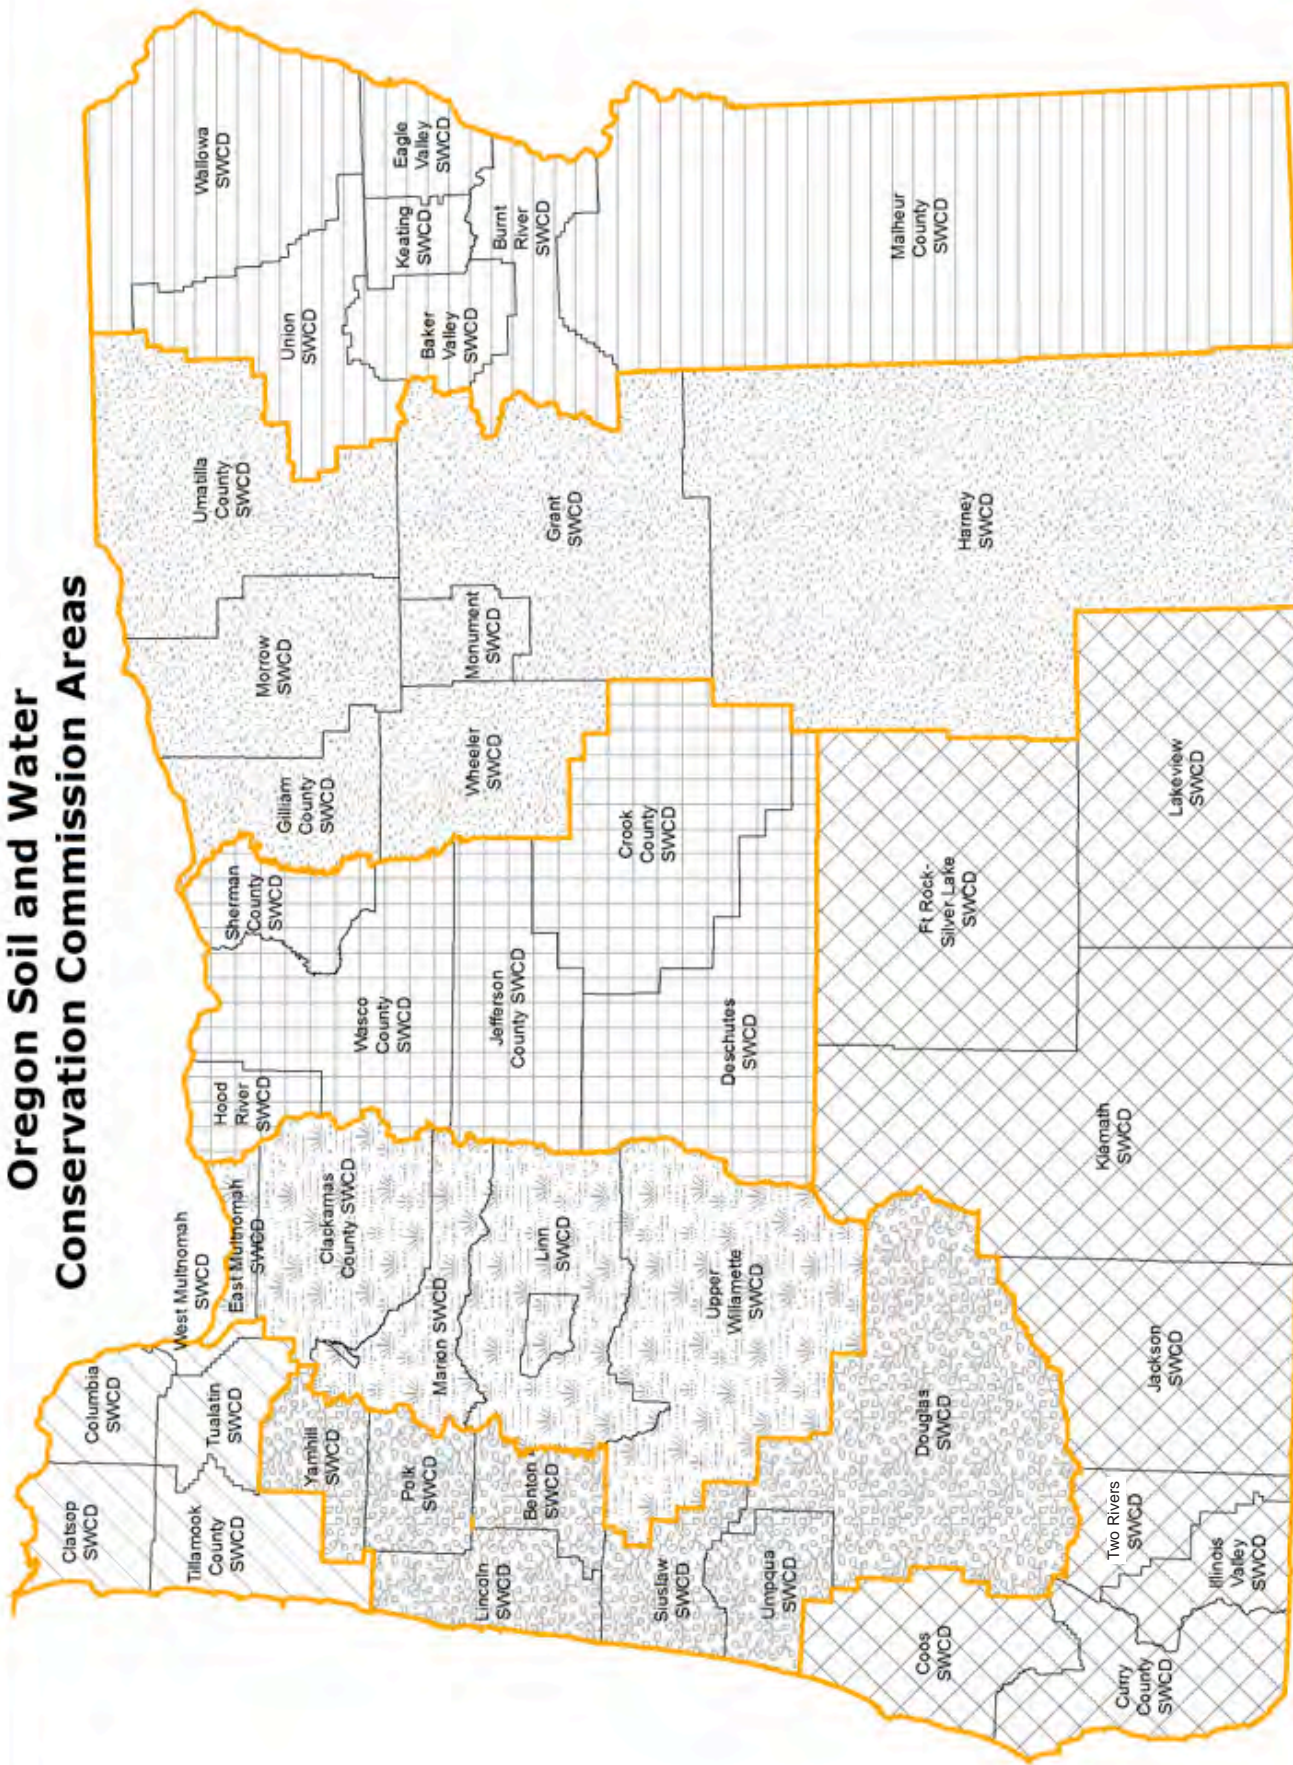 Oregon Soil and Water
Conservation Commission Areas
Clatsop
SWCD
Columbia
SWCD
Tillamook
County
SWCD
Tualatin
SWCD
West Multnomah
SWCD
East Multnomah
SWCD
Hood
River
SWCD
Sherman
County
SWCD
Gilliam
County
SWCD
Morrow
SWCD
Umatilla
County
SWCD
Union
SWCD
Wallowa
SWCD
Yamhill
SWCD
Clackamas
County SWCD
Wasco
County
SWCD
Polk
SWCD
Marion SWCD
Wheeler
SWCD
Monument
SWCD
Baker
Valley
SWCD
Keating
SWCD
Eagle
Valley
SWCD
Lincoln
SWCD
Benton
SWCD
Linn
SWCD
Jefferson
County SWCD
Grant
SWCD
Burnt
River
SWCD
Siuslaw
SWCD
Upper
Willamette
SWCD
Crook
County
SWCD
Deschutes
SWCD
Umpqua
SWCD
Coos
SWCD
Douglas
SWCD
Ft Rock-
Silver Lake
SWCD
Harney
SWCD
Malheur
County
SWCD
Curry
County
SWCD
Two Rivers
SWCD
Illinois
Valley
SWCD
Jackson
SWCD
Klamath
SWCD
Lakeview
SWCD